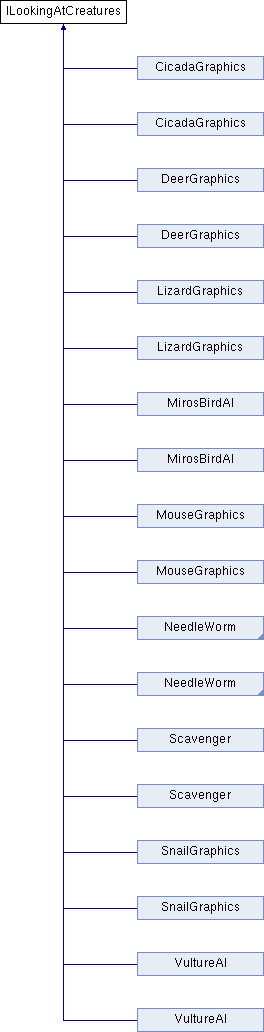 ILookingAtCreatures
CicadaGraphics
CicadaGraphics
DeerGraphics
DeerGraphics
LizardGraphics
LizardGraphics
MirosBirdAI
MirosBirdAI
MouseGraphics
MouseGraphics
NeedleWorm
NeedleWorm
Scavenger
Scavenger
SnailGraphics
SnailGraphics
VultureAI
VultureAI